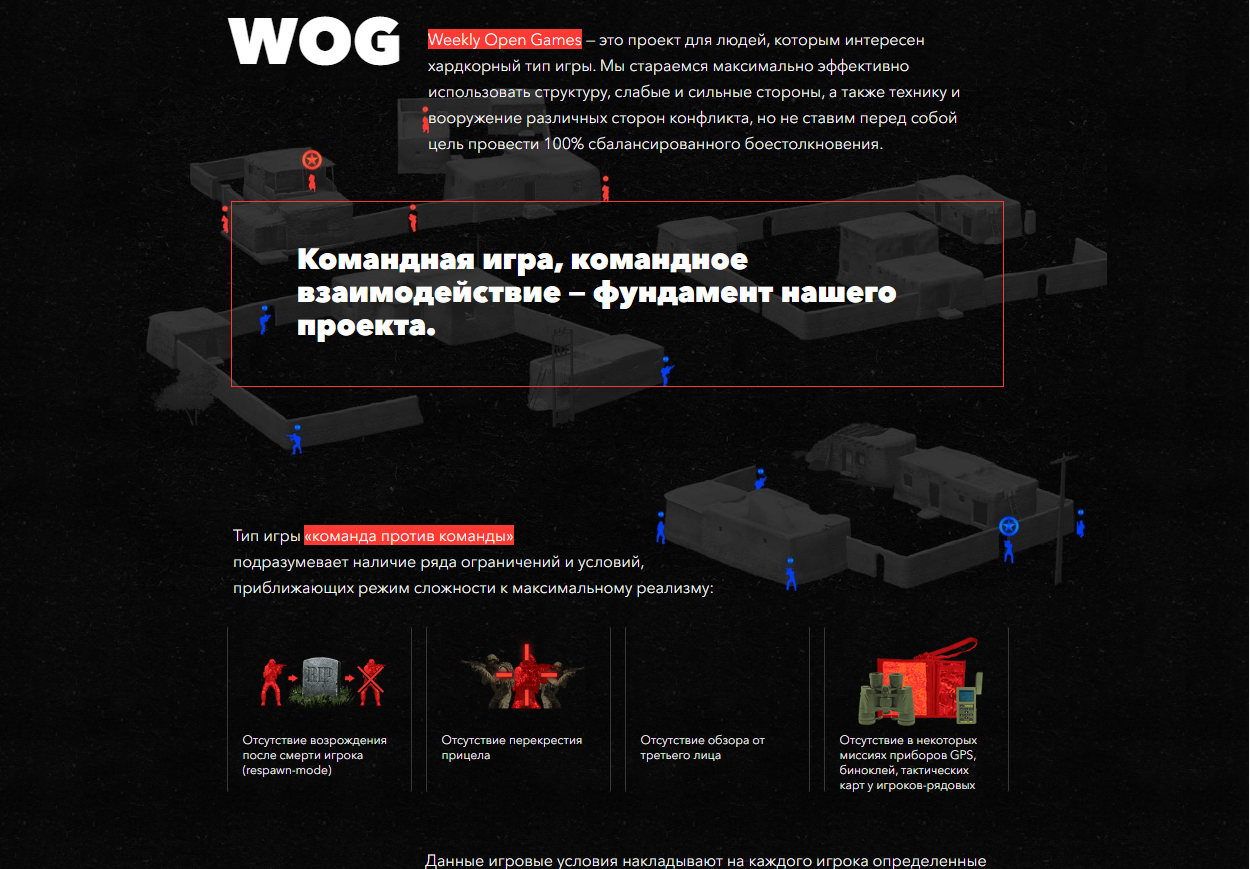 WOG
Weekly Open Games – это проект для людей, которым интересен
хардкорный тип игры. Мы стараемся максимально эффективно
использовать структуру, слабые и сильные стороны, а также технику и
вооружение различных сторон конфликта, но не ставим перед собой
цель провести 100% сбалансированного боестолкновения.
Командная игра, командное
взаимодействие – фундамент нашего
проекта.
Тип игры «команда против команды»
подразумевает наличие ряда ограничений и условий,
приближающих режим сложности к максимальному реализму:
RIP
Отсутствие возрождения
после смерти игрока
(respawn-mode)
Отсутствие перекрестия
прицела
Отсутствие обзора от
третьего лица
Отсутствие в некоторых
миссиях приборов GPS,
биноклей, тактических
карт у игроков-рядовых
Данные игровые условия накладывают на каждого игрока определенные